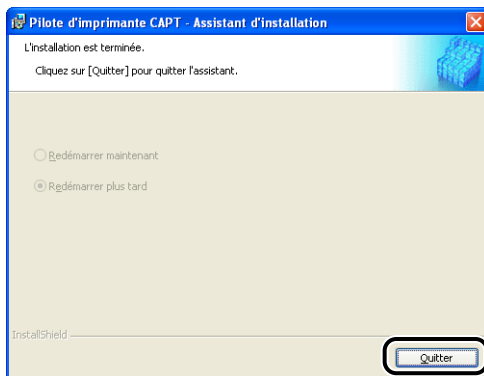 Pilote d'imprimante CAPT - Assistant d'installation
L'installation est terminée.
Cliquez sur [Quitter] pour quitter l'assistant.
Redémarrer maintenant
Redémarrer plus tard
InstallShield
Quitter